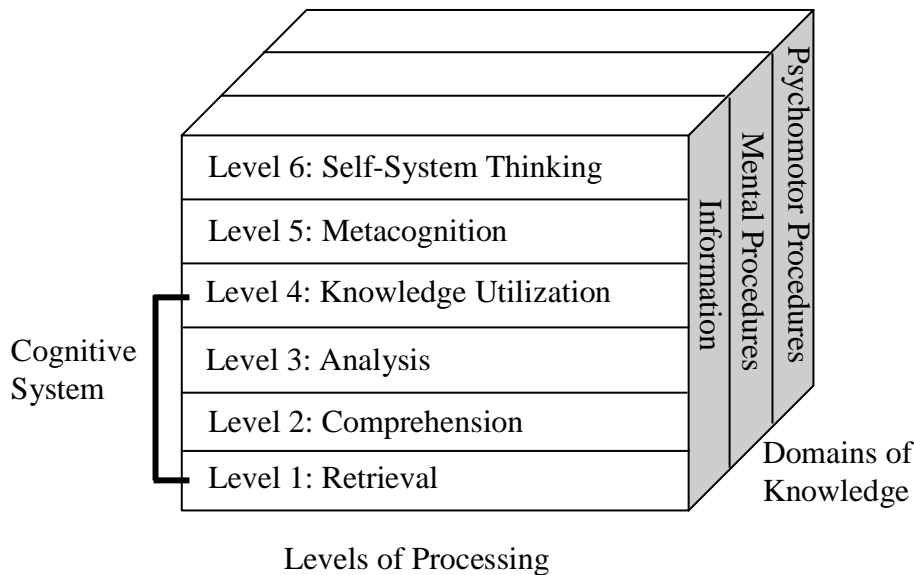 Level 6: Self-System Thinking
Level 5: Metacognition
Level 4: Knowledge Utilization
Level 3: Analysis
Level 2: Comprehension
Level 1: Retrieval
Cognitive
System
Information
Mental Procedures
Psychomotor Procedures
Domains of
Knowledge
Levels of Processing